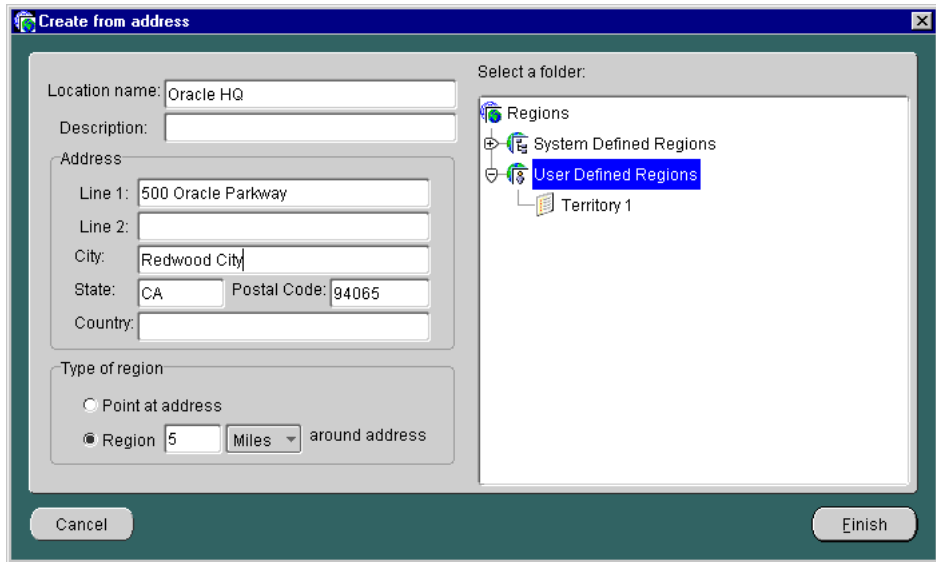 Create from address
Location name: Oracle HQ
Description:
Address
Line 1: 500 Oracle Parkway
Line 2:
City: Redwood City
State: CA Postal Code: 94065
Country:
Type of region
Point at address
Region 5 Miles around address
Select a folder:
Regions
System Defined Regions
User Defined Regions
Territory 1
Cancel
Finish